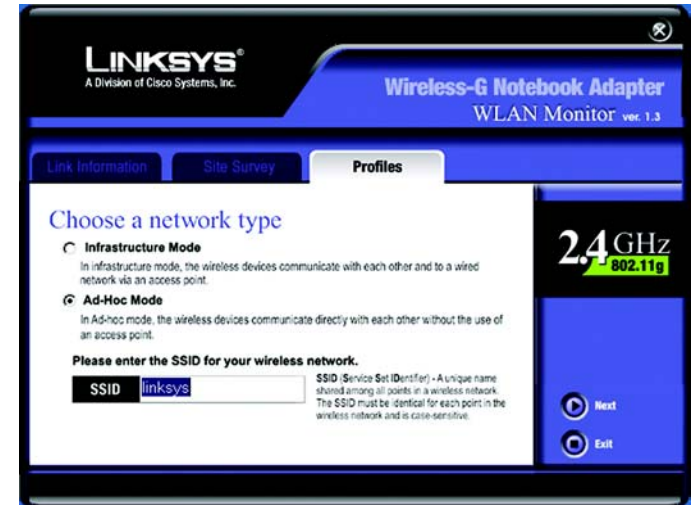 LINKSYS®
A Division of Cisco Systems, Inc.
Wireless-G Notebook Adapter
WLAN Monitor ver. 1.3
Link Information
Site Survey
Profiles
Choose a network type
Infrastructure Mode
In infrastructure mode, the wireless devices communicate with each other and to a wired
network via an access point.
Ad-Hoc Mode
In Ad-hoc mode, the wireless devices communicate directly with each other without the use of
an access point.
Please enter the SSID for your wireless network.
SSID
linksys
SSID (Service Set IDentifer) - A unique name
shared among all points in a wireless network.
The SSID must be identical for each point in the
wireless network and is case-sensitive.
2.4 GHz
802.11g
Next
Exit